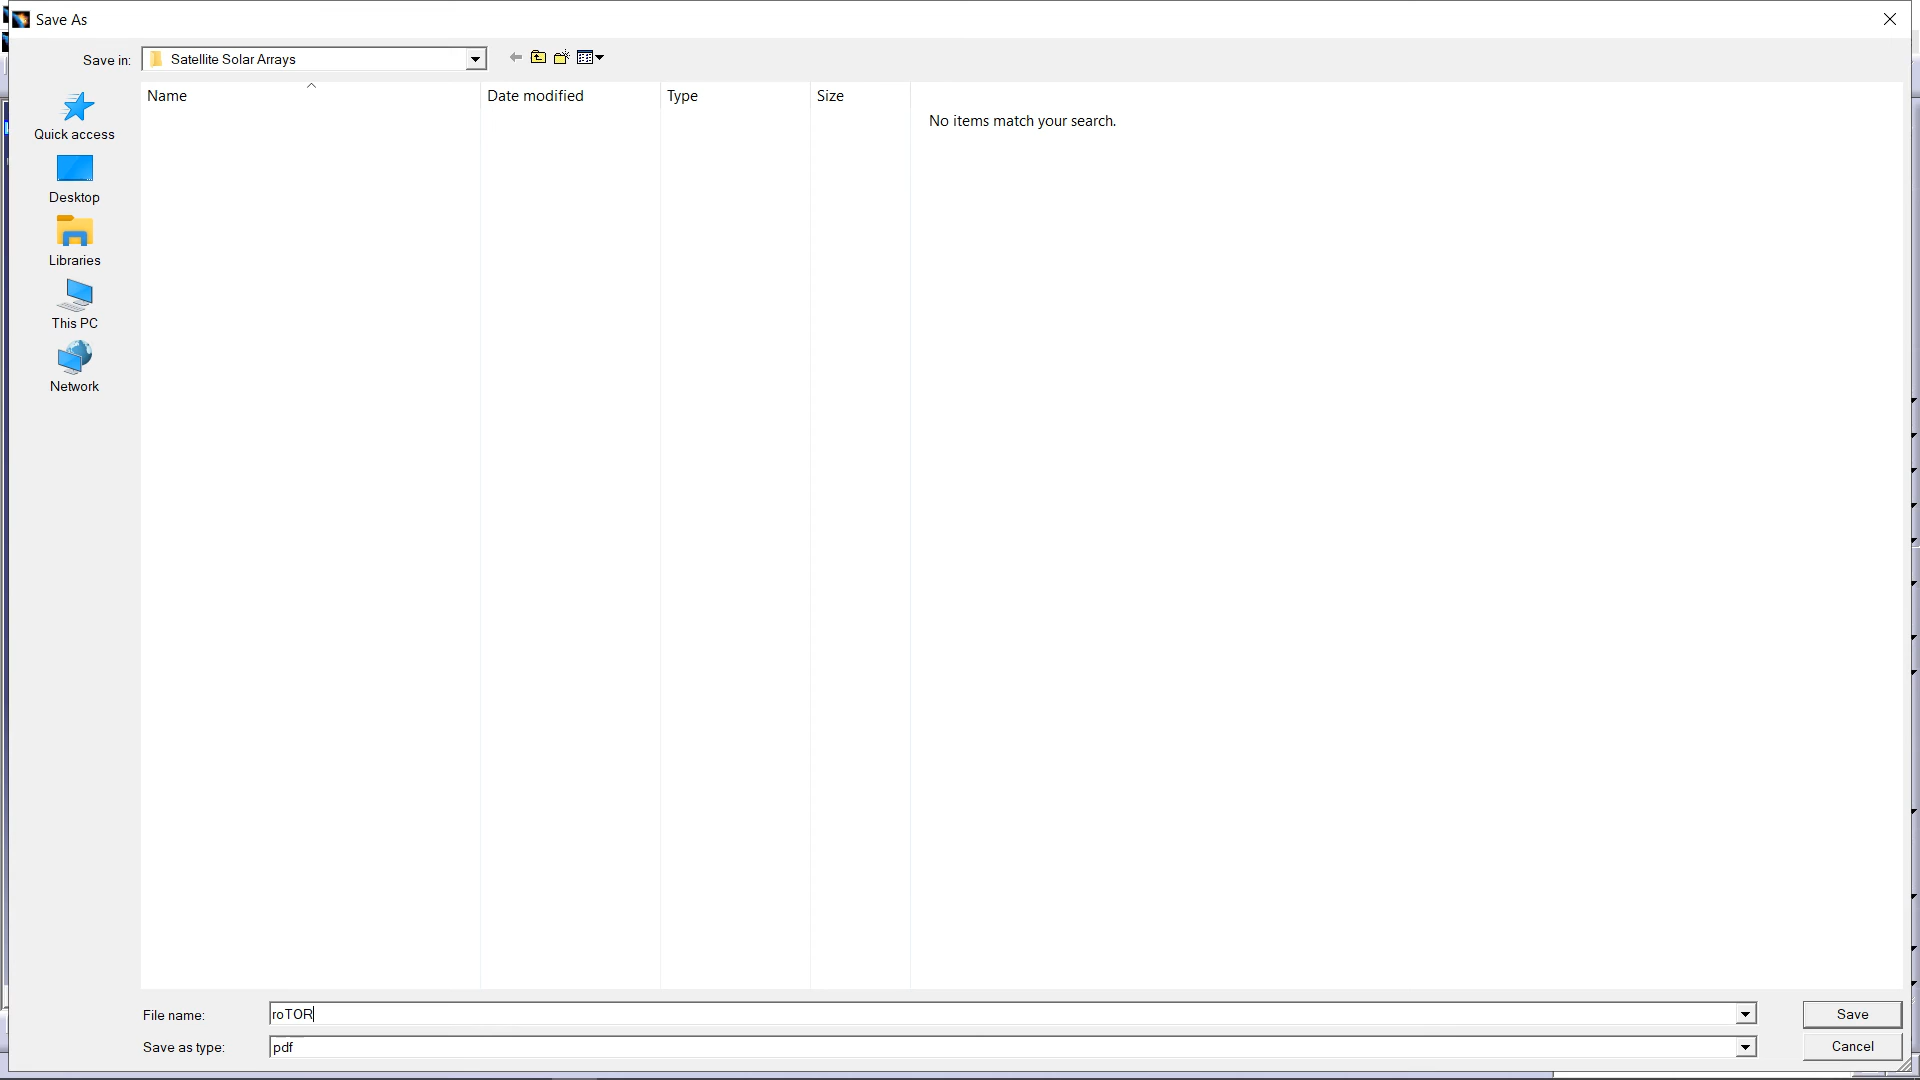 Save As
Save in: Satellite Solar Arrays
Name Date modified Type Size
No items match your search.
Quick access
Desktop
Libraries
This PC
Network
File name: roTOR Save
Save as type: pdf Cancel